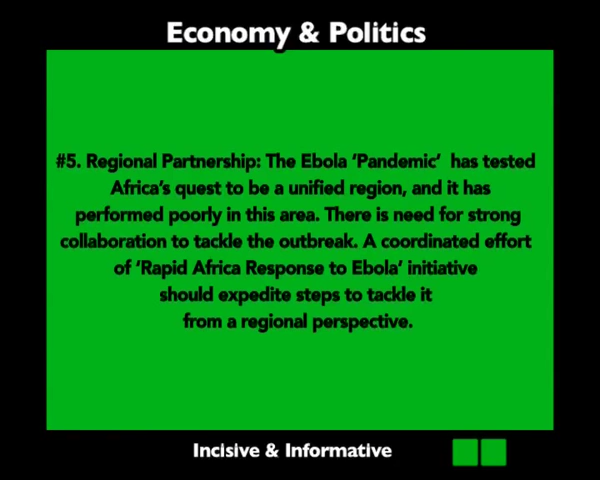 Economy & Politics
#5. Regional Partnership: The Ebola ‘Pandemic’ has tested
Africa’s quest to be a unified region, and it has
performed poorly in this area. There is need for strong
collaboration to tackle the outbreak. A coordinated effort
of ‘Rapid Africa Response to Ebola’ initiative
should expedite steps to tackle it
from a regional perspective.
Incisive & Informative